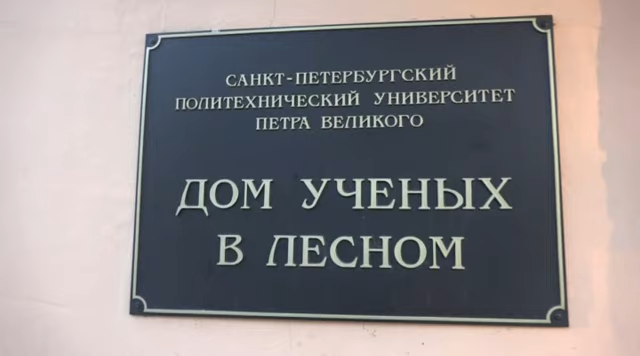 САНКТ-ПЕТЕРБУРГСКИЙ
ПОЛИТЕХНИЧЕСКИЙ УНИВЕРСИТЕТ
ПЕТРА ВЕЛИКОГО
ДОМ УЧЕНЫХ
В ЛЕСНОМ